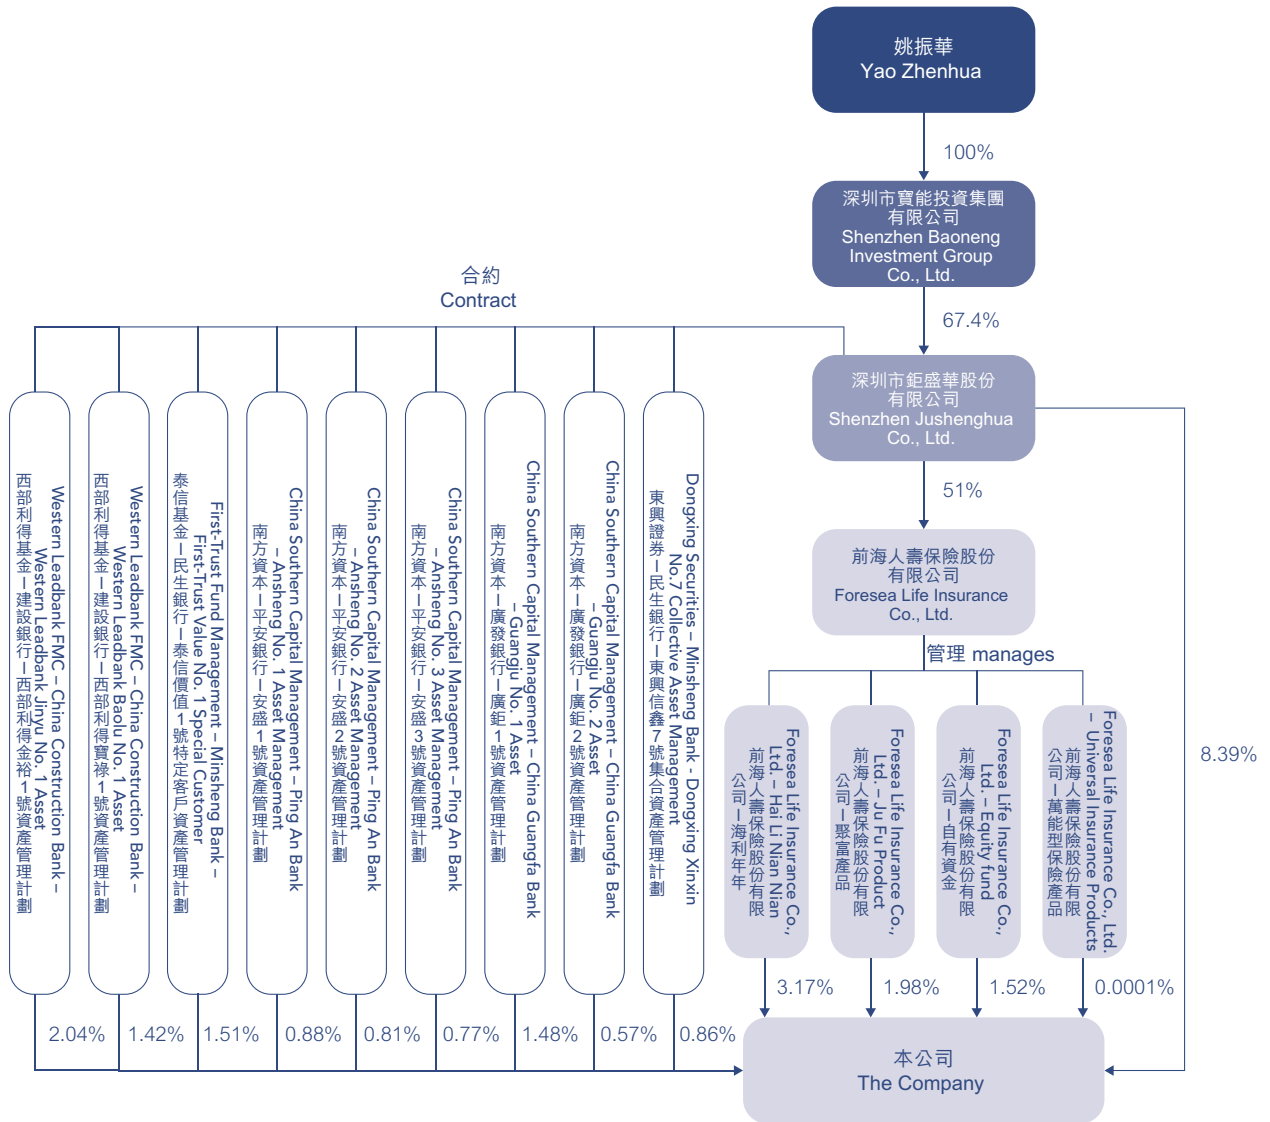 姚振華
Yao Zhenhua
100%
深圳市寶能投資集團
有限公司
Shenzhen Baoneng
Investment Group
Co., Ltd.
合約
Contract
67.4%
深圳市鉅盛華股份
有限公司
Shenzhen Jushenghua
Co., Ltd.
51%
前海人壽保險股份
有限公司
Foresea Life Insurance
Co., Ltd.
管理 manages
8.39%
Western Leadbank FMC – China Construction Bank –
Western Leadbank Jinyu No. 1 Asset
西部利得基金－建設銀行－西部利得金裕1號資產管理計劃
Western Leadbank FMC – China Construction Bank –
Western Leadbank Baolu No. 1 Asset
西部利得基金－建設銀行－西部利得寶祿1號資產管理計劃
First-Trust Fund Management – Minsheng Bank –
First-Trust Value No. 1 Special Customer
泰信基金－民生銀行－泰信價值1號特定客戶資產管理計劃
China Southern Capital Management – Ping An Bank
– Ansheng No. 1 Asset Management
南方資本－平安銀行－安盛1號資產管理計劃
China Southern Capital Management – Ping An Bank
– Ansheng No. 2 Asset Management
南方資本－平安銀行－安盛2號資產管理計劃
China Southern Capital Management – Ping An Bank
– Ansheng No. 3 Asset Management
南方資本－平安銀行－安盛3號資產管理計劃
China Southern Capital Management – China Guangfa Bank
– Guangju No. 1 Asset
南方資本－廣發銀行－廣鉅1號資產管理計劃
China Southern Capital Management – China Guangfa Bank
– Guangju No. 2 Asset
南方資本－廣發銀行－廣鉅2號資產管理計劃
Dongxing Securities – Minsheng Bank - Dongxing Xinxin
No.7 Collective Asset Management
東興證券－民生銀行－東興信鑫7號集合資產管理計劃
Foresea Life Insurance Co.,
Ltd. – Hai Li Nian Nian
前海人壽保險股份有限
公司－海利年年
Foresea Life Insurance Co.,
Ltd. – Ju Fu Product
前海人壽保險股份有限
公司－聚富產品
Foresea Life Insurance Co.,
Ltd. – Equity fund
前海人壽保險股份有限
公司－自有資金
Foresea Life Insurance Co., Ltd.
– Universal Insurance Products
前海人壽保險股份有限
公司－萬能型保險產品
3.17%
1.98%
1.52%
0.0001%
2.04%
1.42%
1.51%
0.88%
0.81%
0.77%
1.48%
0.57%
0.86%
本公司
The Company